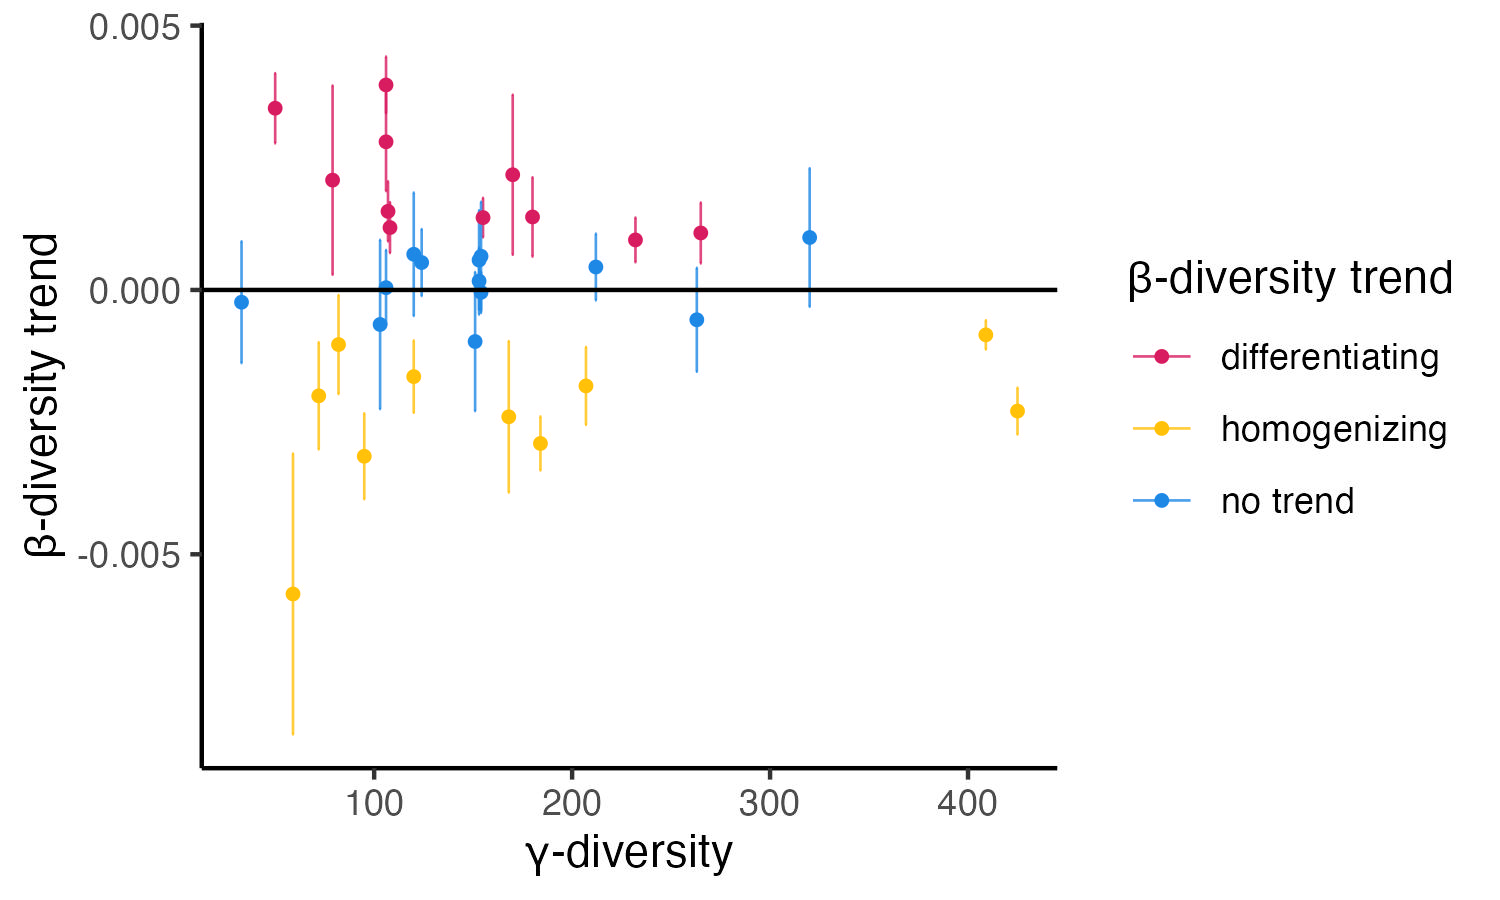 0.005
0.000
-0.005
β-diversity trend
100 200 300 400
γ-diversity
β-diversity trend
differentiating
homogenizing
no trend